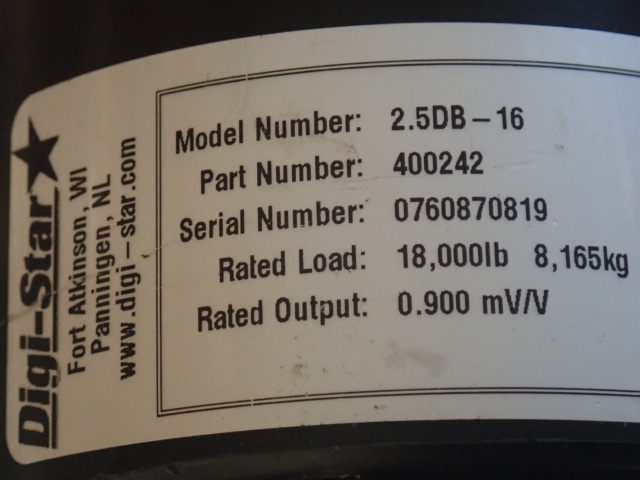 Digi-Star
Fort Atkinson, WI
Panningen, NL
www.digi-star.com
Model Number: 2.5DB-16
Part Number: 400242
Serial Number: 0760870819
Rated Load: 18,000lb 8,165kg
Rated Output: 0.900 mV/V